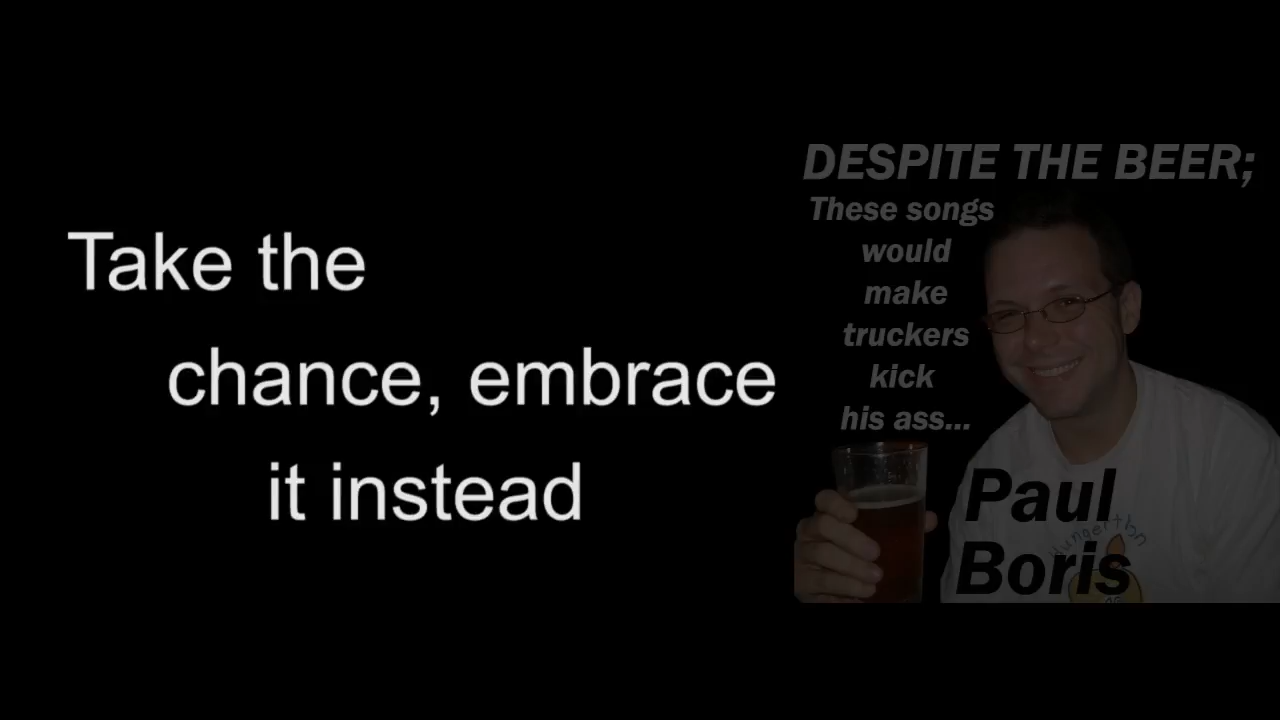 Take the
chance, embrace
it instead
DESPITE THE BEER;
These songs
would
make
truckers
kick
his ass...
Paul
Boris
Hungerthon